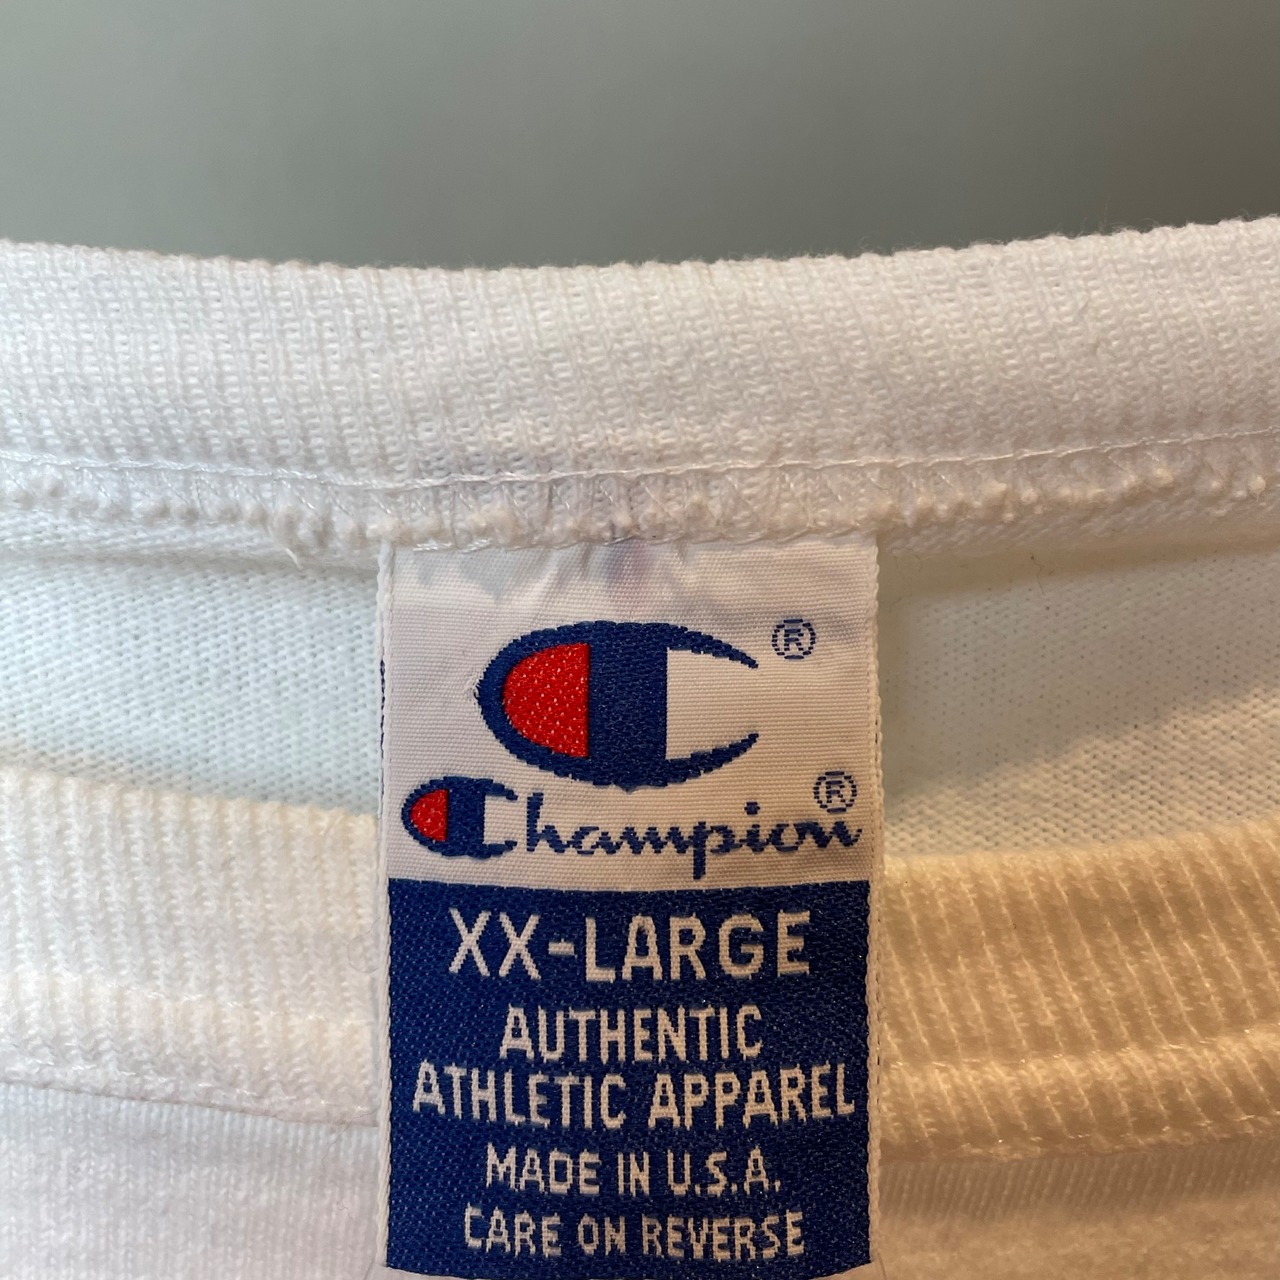 ®
Champion®
XX-LARGE
AUTHENTIC
ATHLETIC APPAREL
MADE IN U.S.A.
CARE ON REVERSE